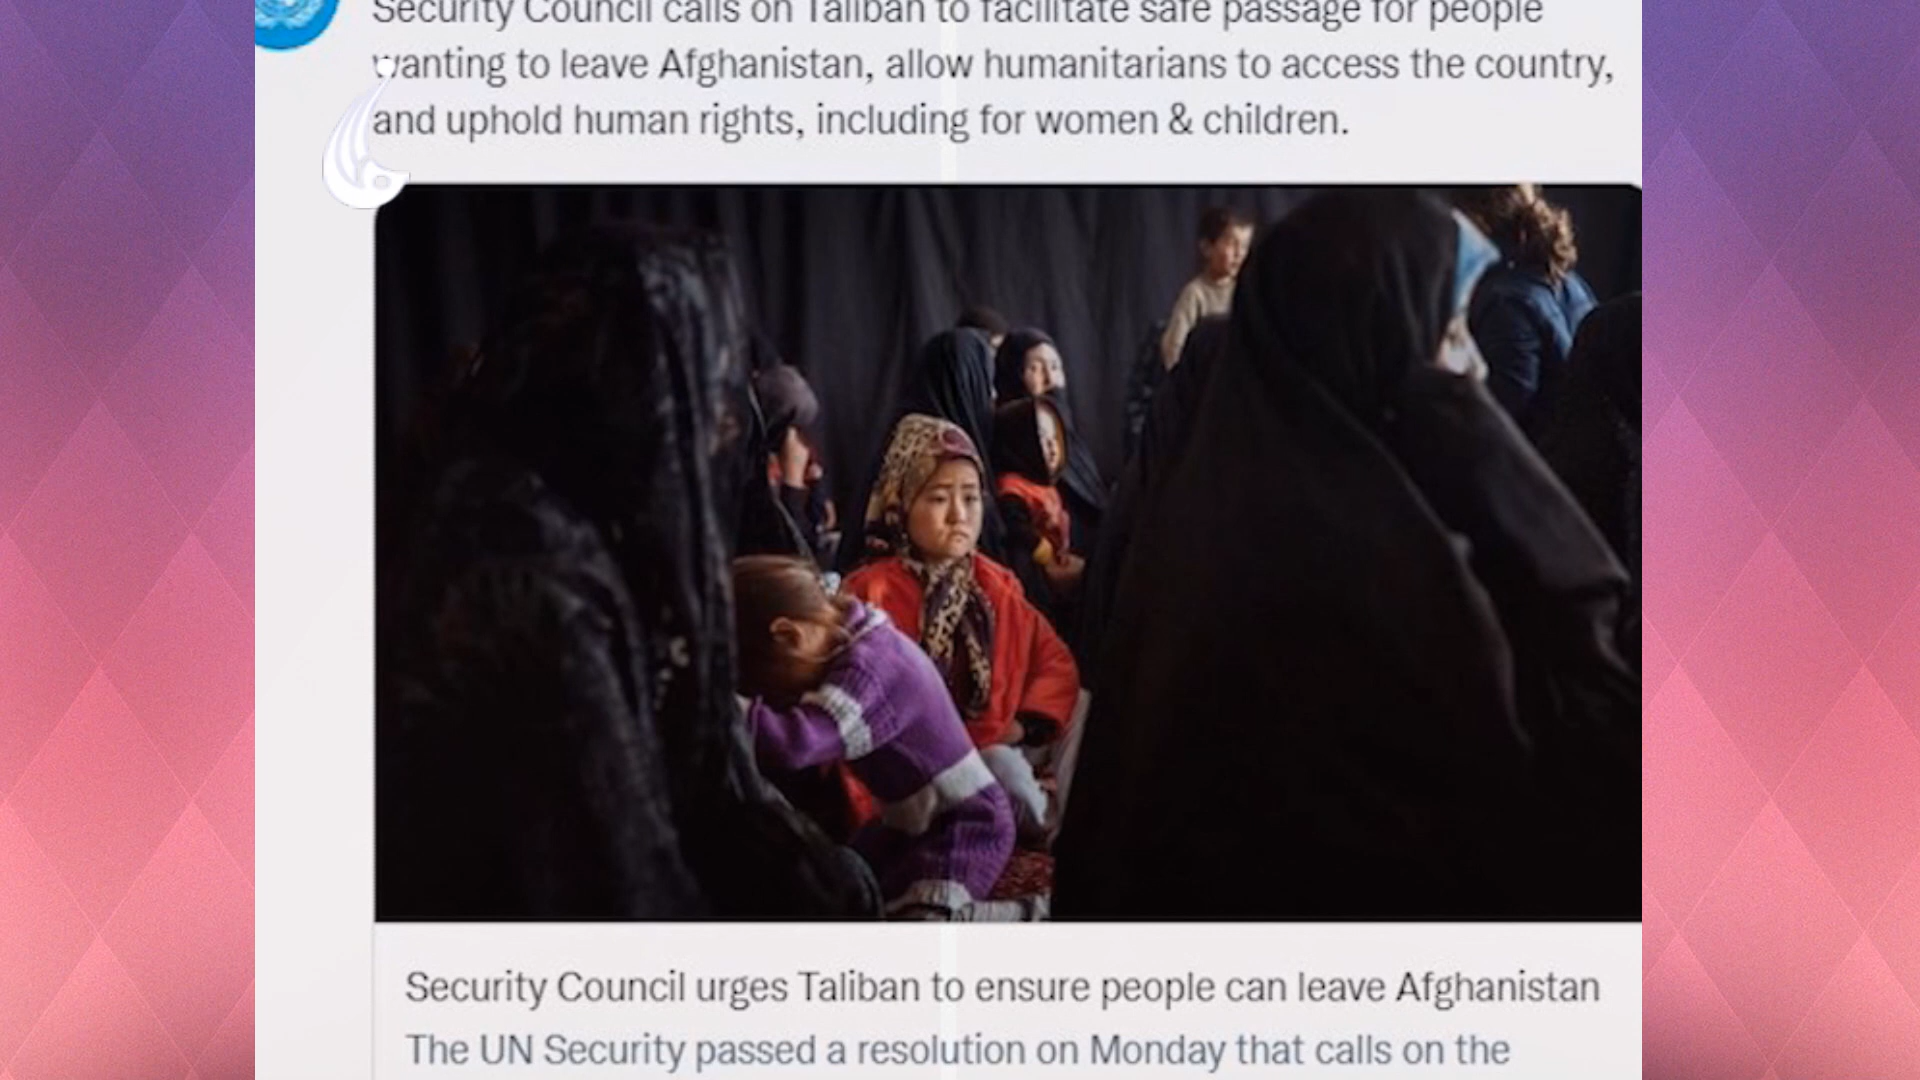 Security Council calls on Taliban to facilitate safe passage for people
wanting to leave Afghanistan, allow humanitarians to access the country,
and uphold human rights, including for women & children.
Security Council urges Taliban to ensure people can leave Afghanistan
The UN Security passed a resolution on Monday that calls on the